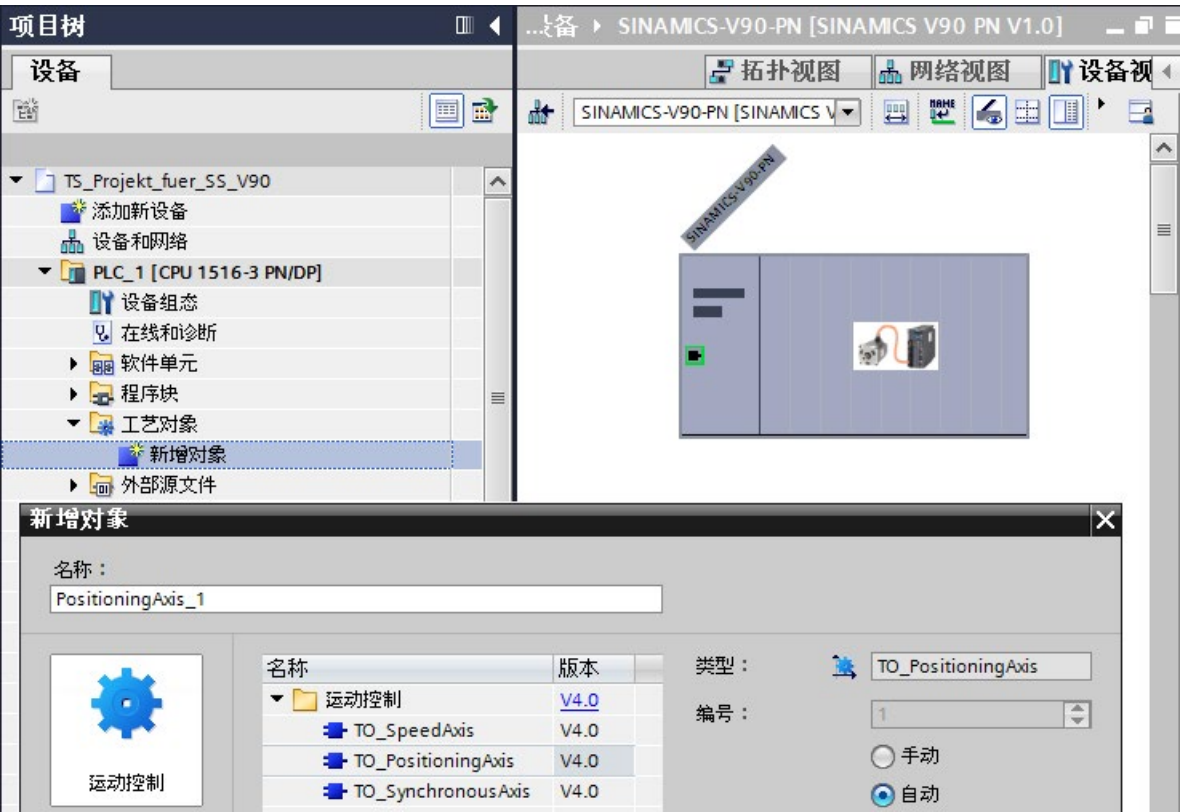 项目树
设备
TS_Projekt_fuer_SS_V90
添加新设备
设备和网络
PLC_1 [CPU 1516-3 PN/DP]
设备组态
在线和诊断
软件单元
程序块
工艺对象
新增对象
外部源文件
SINAMICS-V90-PN [SINAMICS V90 PN V1.0]
拓扑视图 网络视图 设备视
SINAMICS-V90-PN [SINAMICS V
NAME
SINAMICS-V90-PN
新增对象
名称：
PositioningAxis_1
运动控制
名称 版本
运动控制 V4.0
TO_SpeedAxis V4.0
TO_PositioningAxis V4.0
TO_SynchronousAxis V4.0
类型： TO_PositioningAxis
编号： 1
手动
自动